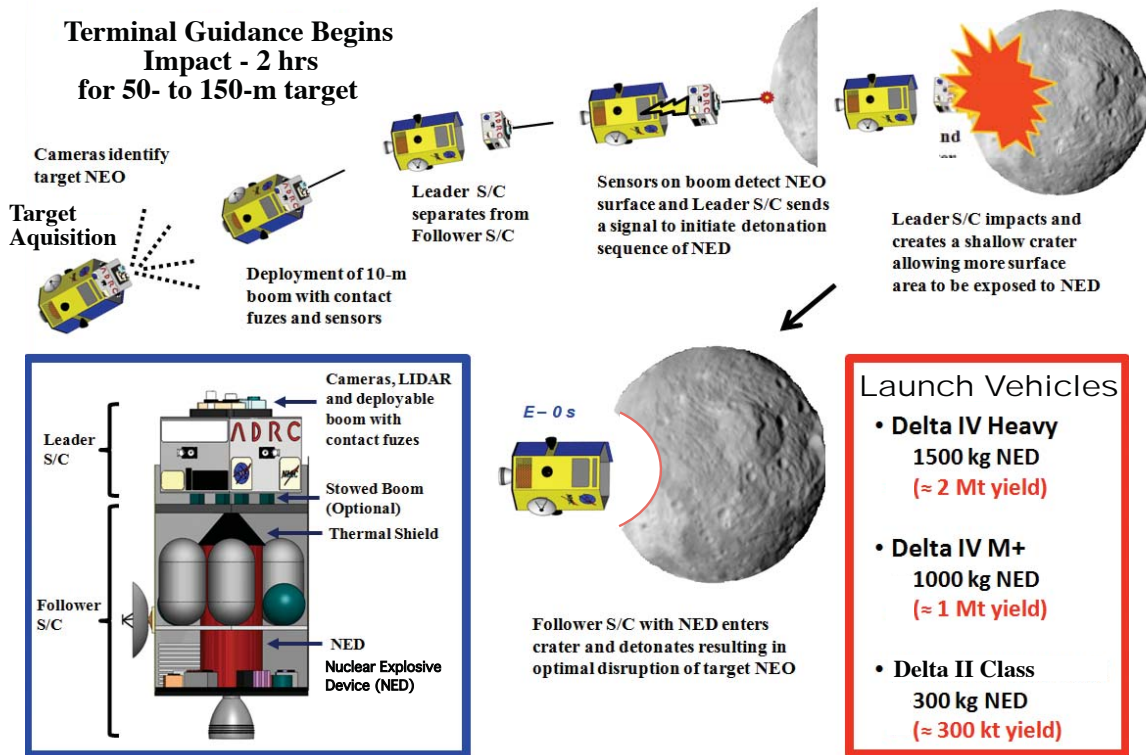 Terminal Guidance Begins
Impact - 2 hrs
for 50- to 150-m target
Cameras identify
target NEO
Target
Aquisition
Deployment of 10-m
boom with contact
fuzes and sensors
Leader S/C
separates from
Follower S/C
Sensors on boom detect NEO
surface and Leader S/C sends
a signal to initiate detonation
sequence of NED
nd
Leader S/C impacts and
creates a shallow crater
allowing more surface
area to be exposed to NED
E – 0 s
Follower S/C with NED enters
crater and detonates resulting in
optimal disruption of target NEO
Leader
S/C
Follower
S/C
ADRC
Cameras, LIDAR
and deployable
boom with
contact fuzes
Stowed Boom
(Optional)
Thermal Shield
NED
Nuclear Explosive
Device (NED)
Launch Vehicles
• Delta IV Heavy
1500 kg NED
(≈ 2 Mt yield)
• Delta IV M+
1000 kg NED
(≈ 1 Mt yield)
• Delta II Class
300 kg NED
(≈ 300 kt yield)